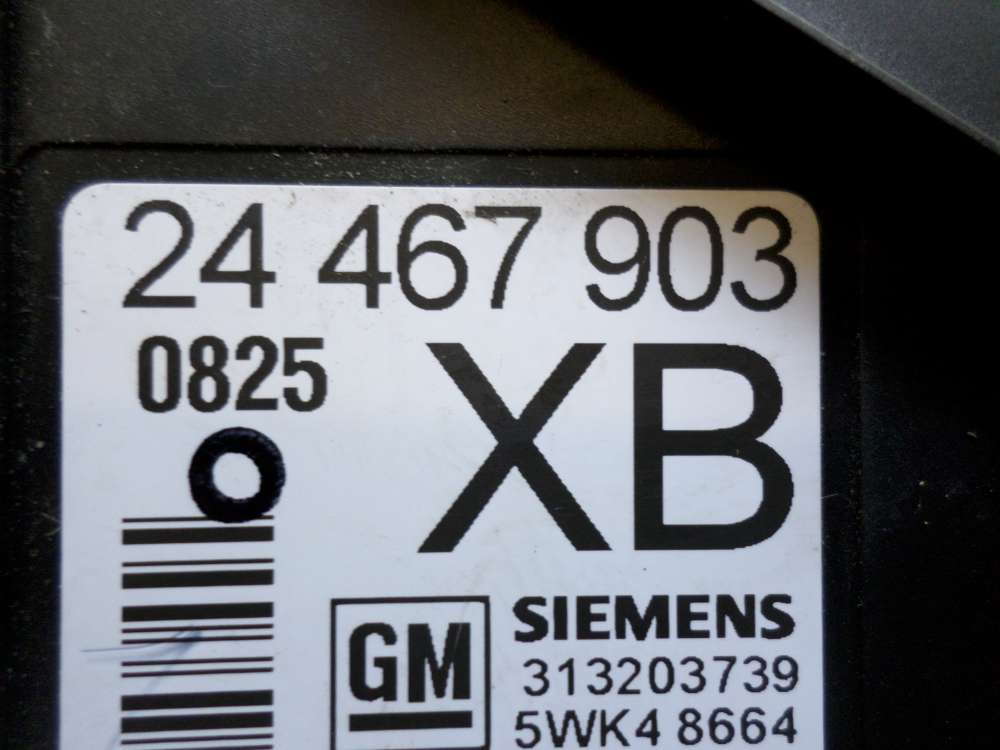 24 467 903
0825
XB
GM
SIEMENS
313203739
5WK4 8664